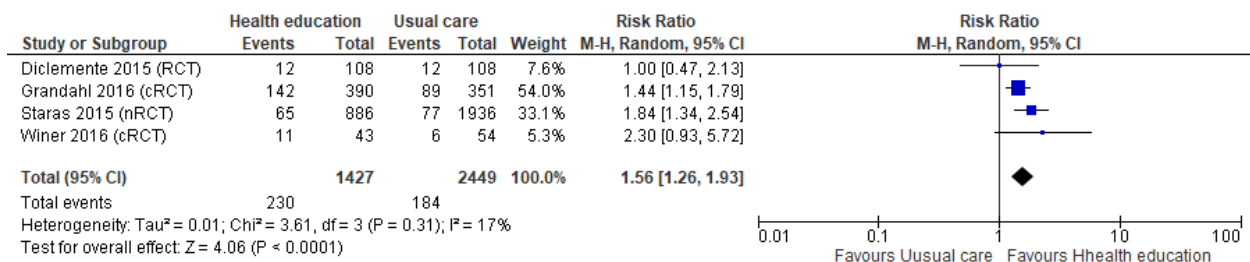 Health education Usual care Risk Ratio Risk Ratio
Study or Subgroup Events Total Events Total Weight M-H, Random, 95% CI M-H, Random, 95% CI
Diclemente 2015 (RCT) 12 108 12 108 7.6% 1.00 [0.47, 2.13]
Grandahl 2016 (cRCT) 142 390 89 351 54.0% 1.44 [1.15, 1.79]
Staras 2015 (nRCT) 65 886 77 1936 33.1% 1.84 [1.34, 2.54]
Winer 2016 (cRCT) 11 43 6 54 5.3% 2.30 [0.93, 5.72]
Total (95% CI) 1427 2449 100.0% 1.56 [1.26, 1.93]
Total events 230 184
Heterogeneity: Tau² = 0.01; Chi² = 3.61, df = 3 (P = 0.31); I² = 17%
Test for overall effect: Z = 4.06 (P < 0.0001)
0.01 0.1 1 10 100
Favours Uusual care Favours Hhealth education